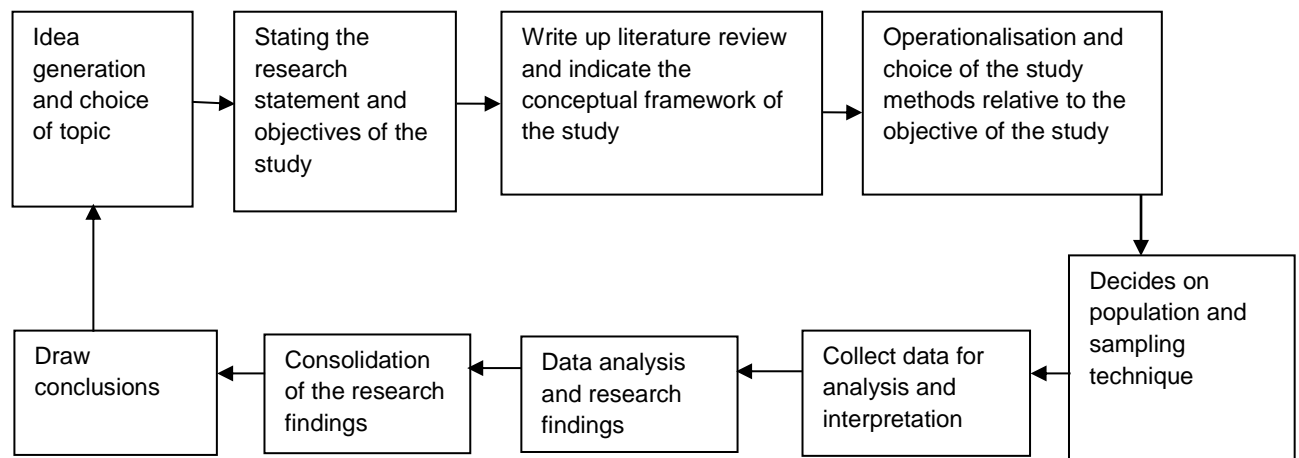 Idea
generation
and choice
of topic
Stating the
research
statement and
objectives of the
study
Write up literature review
and indicate the
conceptual framework of
the study
Operationalisation and
choice of the study
methods relative to the
objective of the study
Decides on
population and
sampling
technique
Collect data for
analysis and
interpretation
Data analysis
and research
findings
Consolidation
of the research
findings
Draw
conclusions